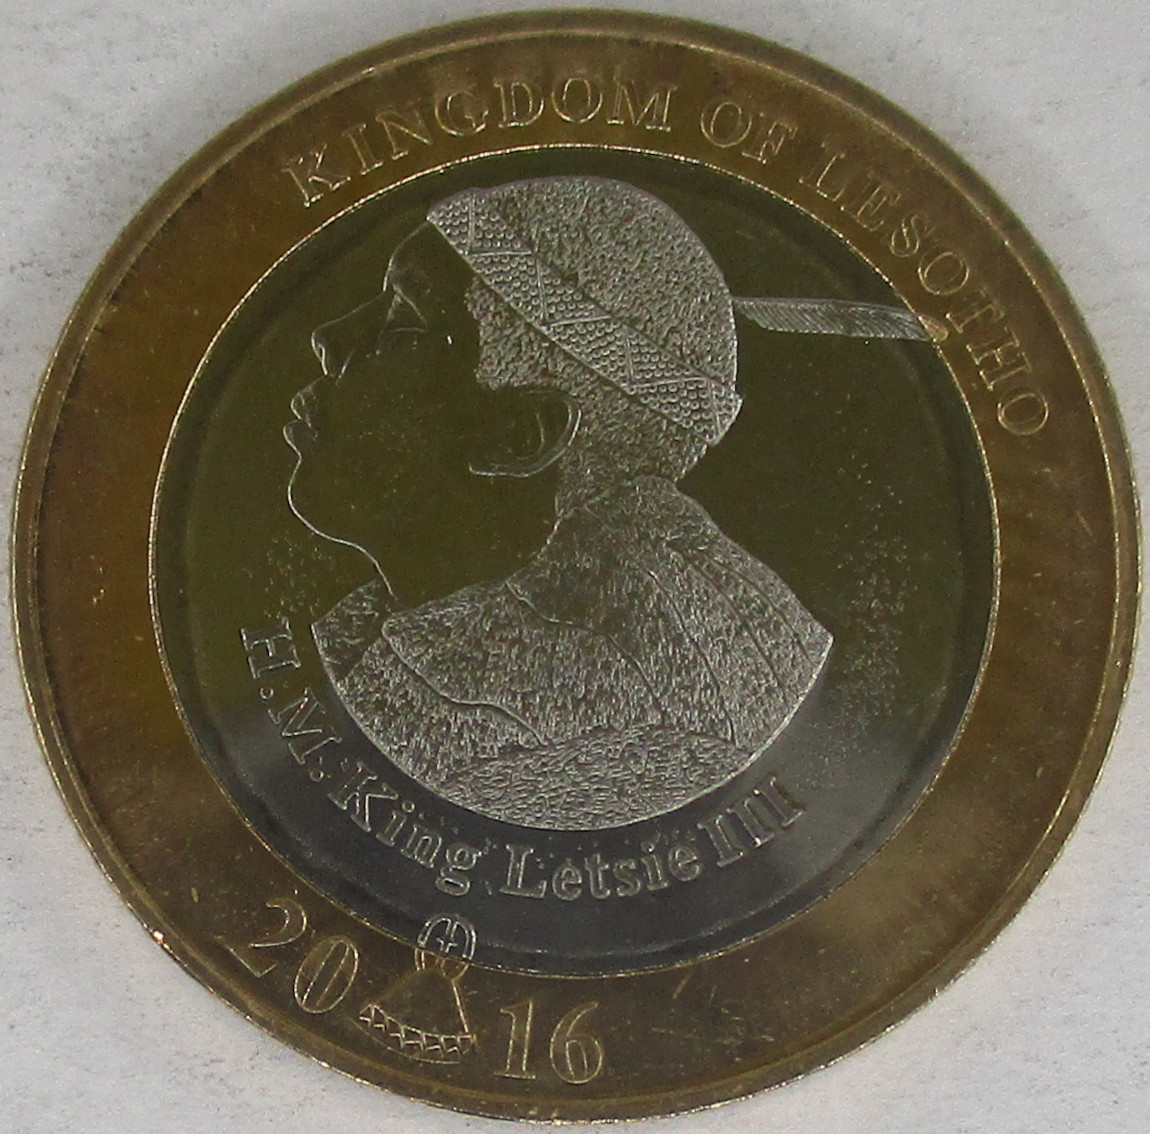 KINGDOM OF LESOTHO
H.M. King Letsie III
2016